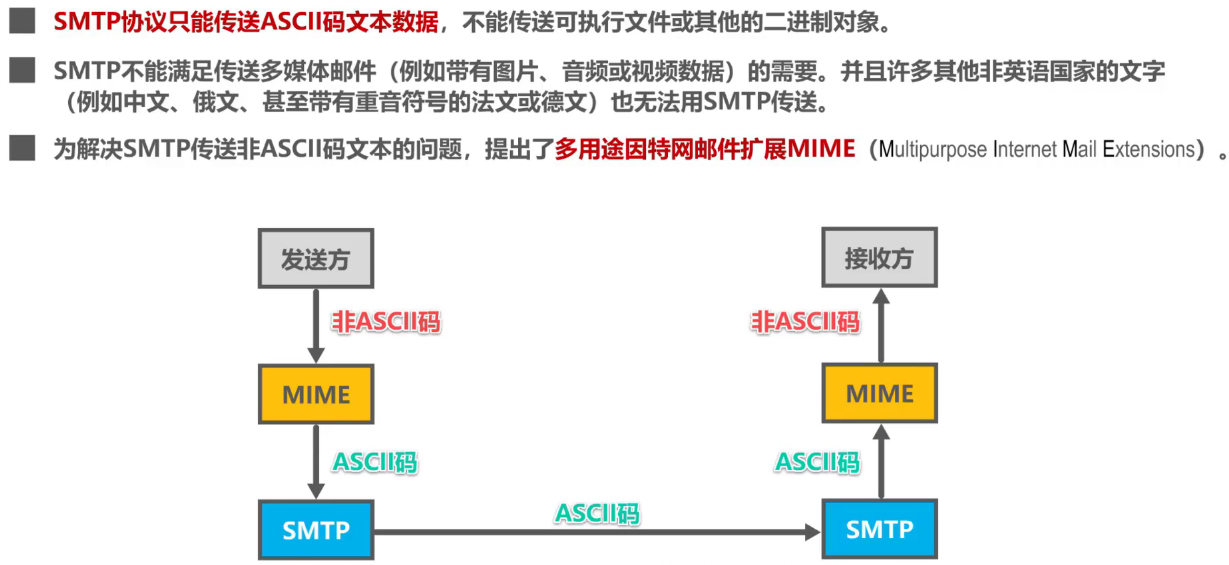 SMTP协议只能传送ASCII码文本数据，不能传送可执行文件或其他的二进制对象。
SMTP不能满足传送多媒体邮件（例如带有图片、音频或视频数据）的需要。并且许多其他非英语国家的文字
（例如中文、俄文、甚至带有重音符号的法文或德文）也无法用SMTP传送。
为解决SMTP传送非ASCII码文本的问题，提出了多用途因特网邮件扩展MIME（Multipurpose Internet Mail Extensions）。
发送方
接收方
非ASCII码
非ASCII码
MIME
MIME
ASCII码
ASCII码
ASCII码
SMTP
SMTP